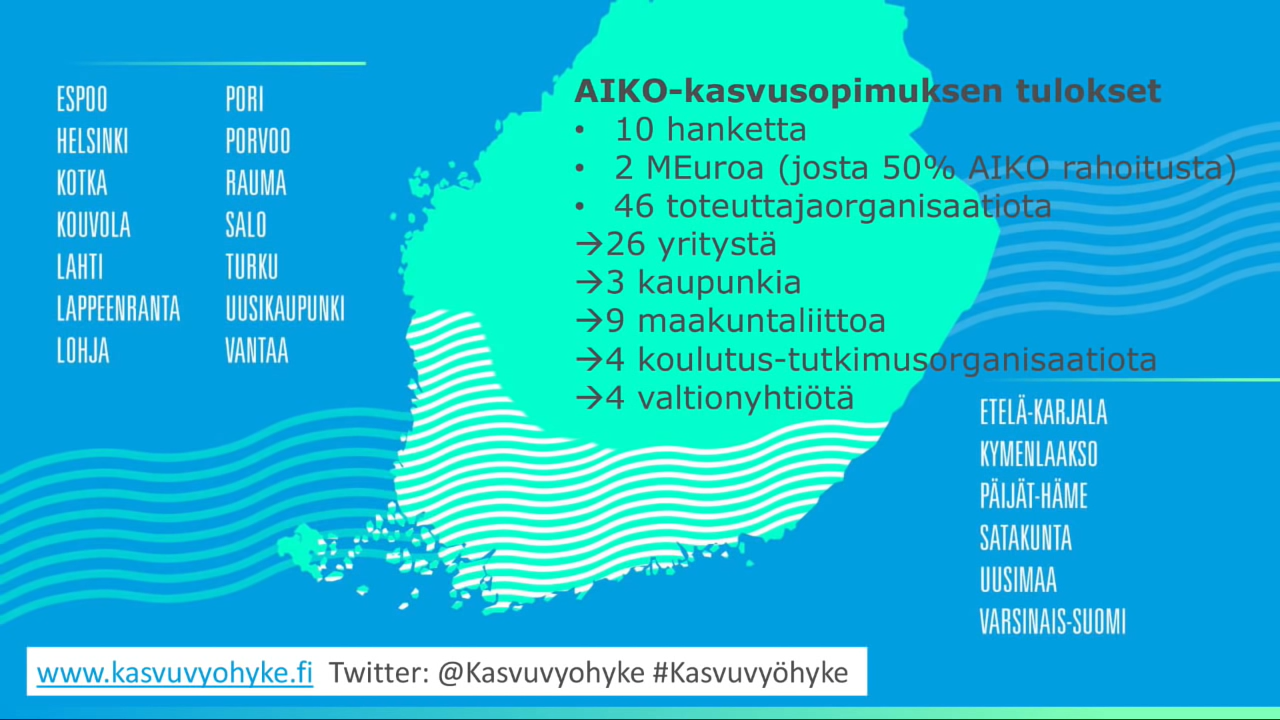 ESPOO
HELSINKI
KOTKA
KOUVOLA
LAHTI
LAPPEENRANTA
LOHJA
PORI
PORVOO
RAUMA
SALO
TURKU
UUSIKAUPUNKI
VANTAA
AIKO-kasvusopimuksen tulokset
• 10 hanketta
• 2 MEuroa (josta 50% AIKO rahoitusta)
• 46 toteuttajaorganisaatiota
→26 yritystä
→3 kaupunkia
→9 maakuntaliittoa
→4 koulutus-tutkimusorganisaatiota
→4 valtionyhtiötä
ETELÄ-KARJALA
KYMENLAAKSO
PÄIJÄT-HÄME
SATAKUNTA
UUSIMAA
VARSINAIS-SUOMI
www.kasvuvyohyke.fi Twitter: @Kasvuvyohyke #Kasvuvyöhyke